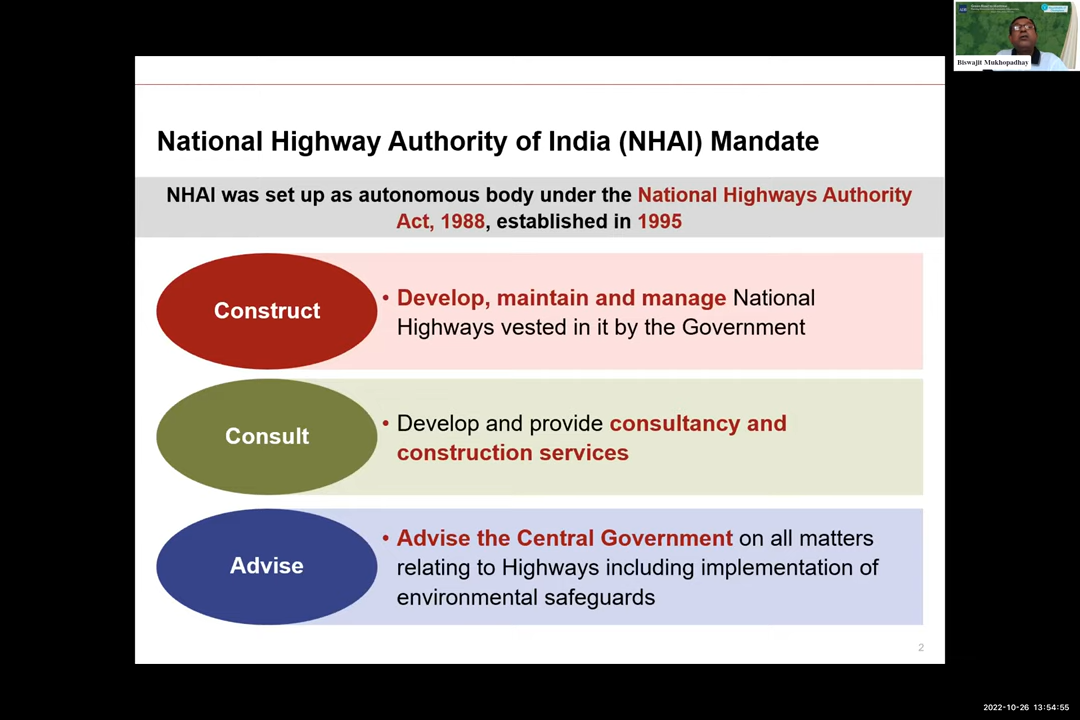 Biswajit Mukhopadhay
National Highway Authority of India (NHAI) Mandate
NHAI was set up as autonomous body under the National Highways Authority
Act, 1988, established in 1995
Construct
• Develop, maintain and manage National
Highways vested in it by the Government
Consult
• Develop and provide consultancy and
construction services
Advise
• Advise the Central Government on all matters
relating to Highways including implementation of
environmental safeguards
2
2022-10-26 13:54:55